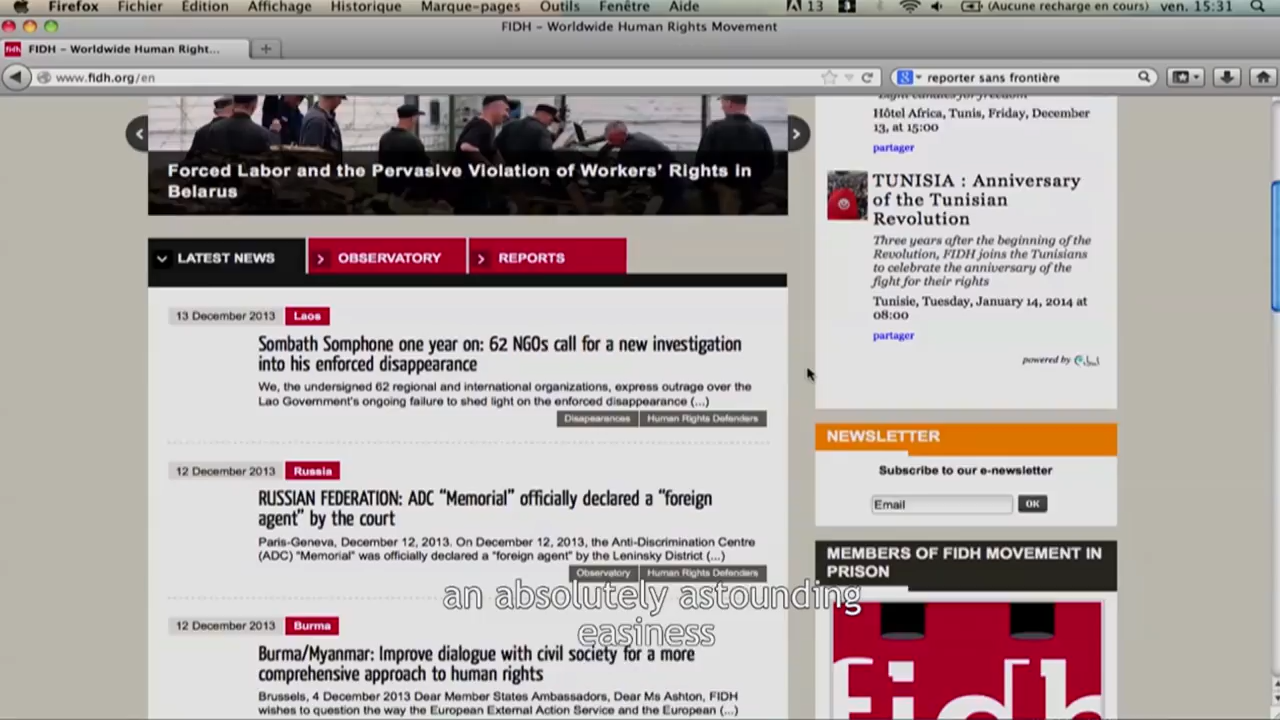 Firefox Fichier Édition Affichage Historique Marque-pages Outils Fenêtre Aide 13 (Aucune recharge en cours) ven. 15:31
FIDH – Worldwide Human Rights Movement
fidh FIDH – Worldwide Human Right...
www.fidh.org/en
reporter sans frontière
Forced Labor and the Pervasive Violation of Workers' Rights in
Belarus
LATEST NEWS OBSERVATORY REPORTS
13 December 2013 Laos
Sombath Somphone one year on: 62 NGOs call for a new investigation
into his enforced disappearance
We, the undersigned 62 regional and international organizations, express outrage over the
Lao Government's ongoing failure to shed light on the enforced disappearance (...)
Disapearances Human Rights Defenders
12 December 2013 Russia
RUSSIAN FEDERATION: ADC “Memorial” officially declared a “foreign
agent” by the court
Paris-Geneva, December 12, 2013. On December 12, 2013, the Anti-Discrimination Centre
(ADC) "Memorial" was officially declared a "foreign agent" by the Leninsky District (...)
Observatory Human Rights Defenders
12 December 2013 Burma
Burma/Myanmar: Improve dialogue with civil society for a more
comprehensive approach to human rights
Brussels, 4 December 2013 Dear Member States Ambassadors, Dear Ms Ashton, FIDH
wishes to question the way the European External Action Service and the European (...)
Hôtel Africa, Tunis, Friday, December
13, at 15:00
partager
TUNISIA : Anniversary
of the Tunisian
Revolution
Three years after the beginning of the
Revolution, FIDH joins the Tunisians
to celebrate the anniversary of the
fight for their rights
Tunisie, Tuesday, January 14, 2014 at
08:00
partager
powered by
NEWSLETTER
Subscribe to our e-newsletter
Email OK
MEMBERS OF FIDH MOVEMENT IN
PRISON
fidh
an absolutely astounding
easiness